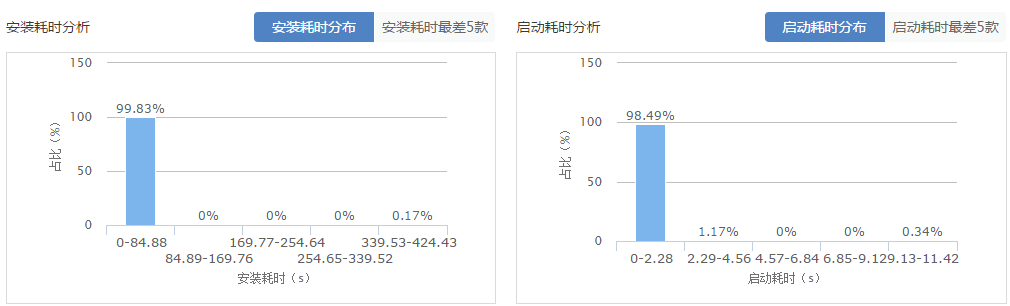 安装耗时分析
安装耗时分布
安装耗时最差5款
150
100
50
0
占比（%）
99.83%
0%
0%
0%
0.17%
0-84.88
84.89-169.76
169.77-254.64
254.65-339.52
339.53-424.43
安装耗时（s）
启动耗时分析
启动耗时分布
启动耗时最差5款
150
100
50
0
占比（%）
98.49%
1.17%
0%
0%
0.34%
0-2.28
2.29-4.56
4.57-6.84
6.85-9.12
9.13-11.42
启动耗时（s）